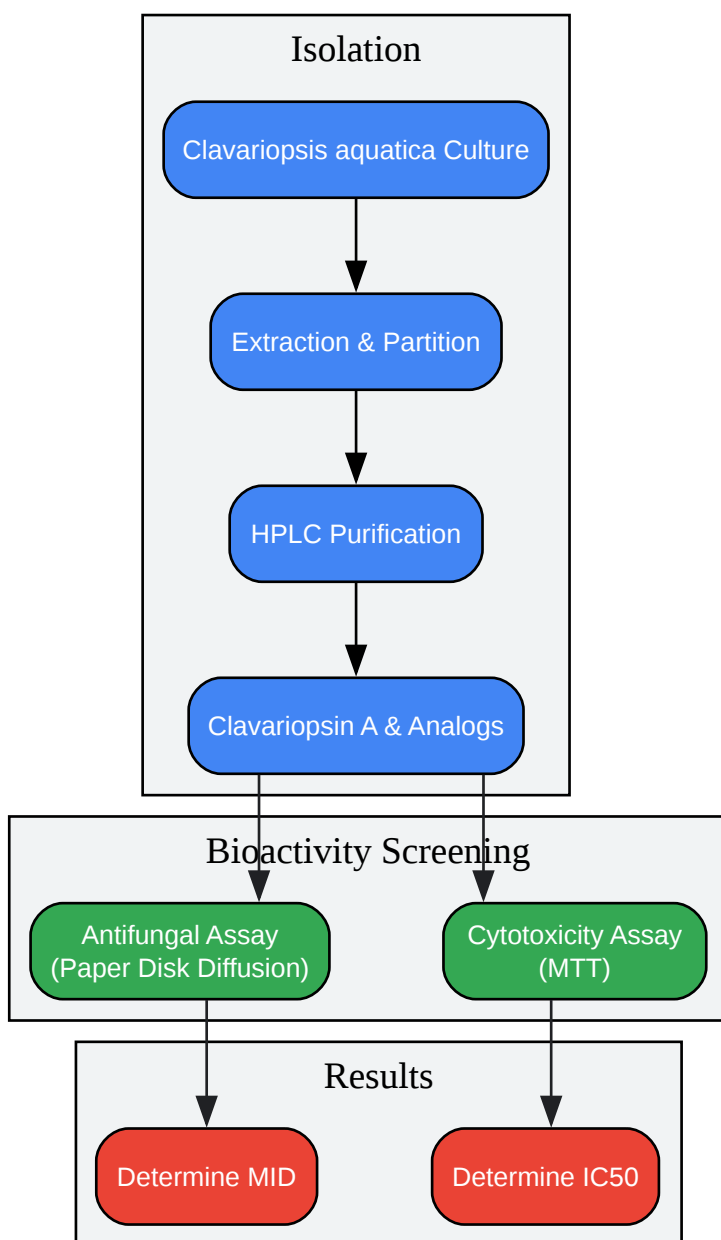 Isolation
Clavariopsis aquatica Culture
Extraction & Partition
HPLC Purification
Clavariopsin A & Analogs
Bioactivity Screening
Antifungal Assay
(Paper Disk Diffusion)
Cytotoxicity Assay
(MTT)
Results
Determine MID
Determine IC50